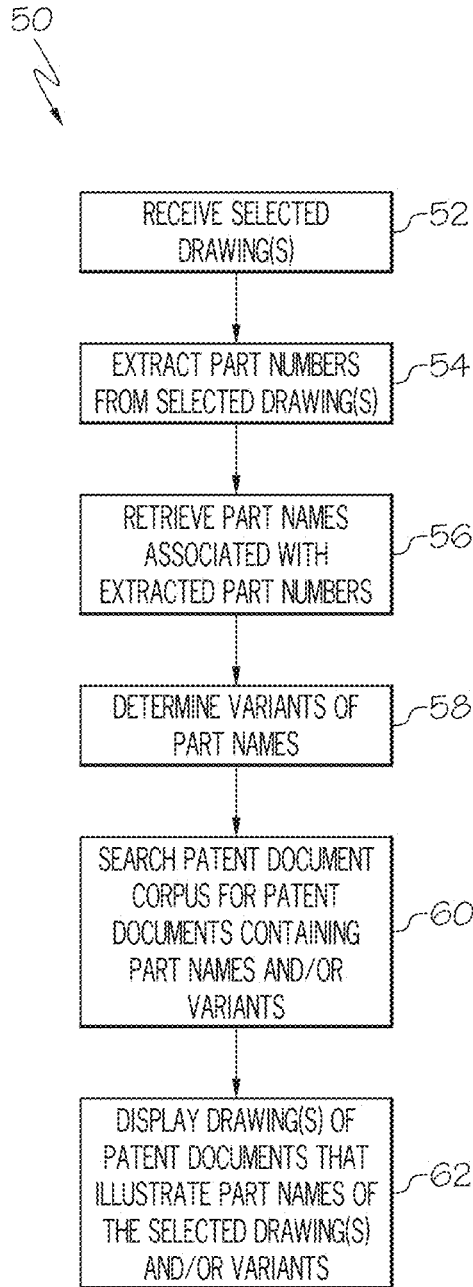 50
RECEIVE SELECTED
DRAWING(S)
52
EXTRACT PART NUMBERS
FROM SELECTED DRAWING(S)
54
RETRIEVE PART NAMES
ASSOCIATED WITH
EXTRACTED PART NUMBERS
56
DETERMINE VARIANTS OF
PART NAMES
58
SEARCH PATENT DOCUMENT
CORPUS FOR PATENT
DOCUMENTS CONTAINING
PART NAMES AND/OR
VARIANTS
60
DISPLAY DRAWING(S) OF
PATENT DOCUMENTS THAT
ILLUSTRATE PART NAMES OF
THE SELECTED DRAWING(S)
AND/OR VARIANTS
62